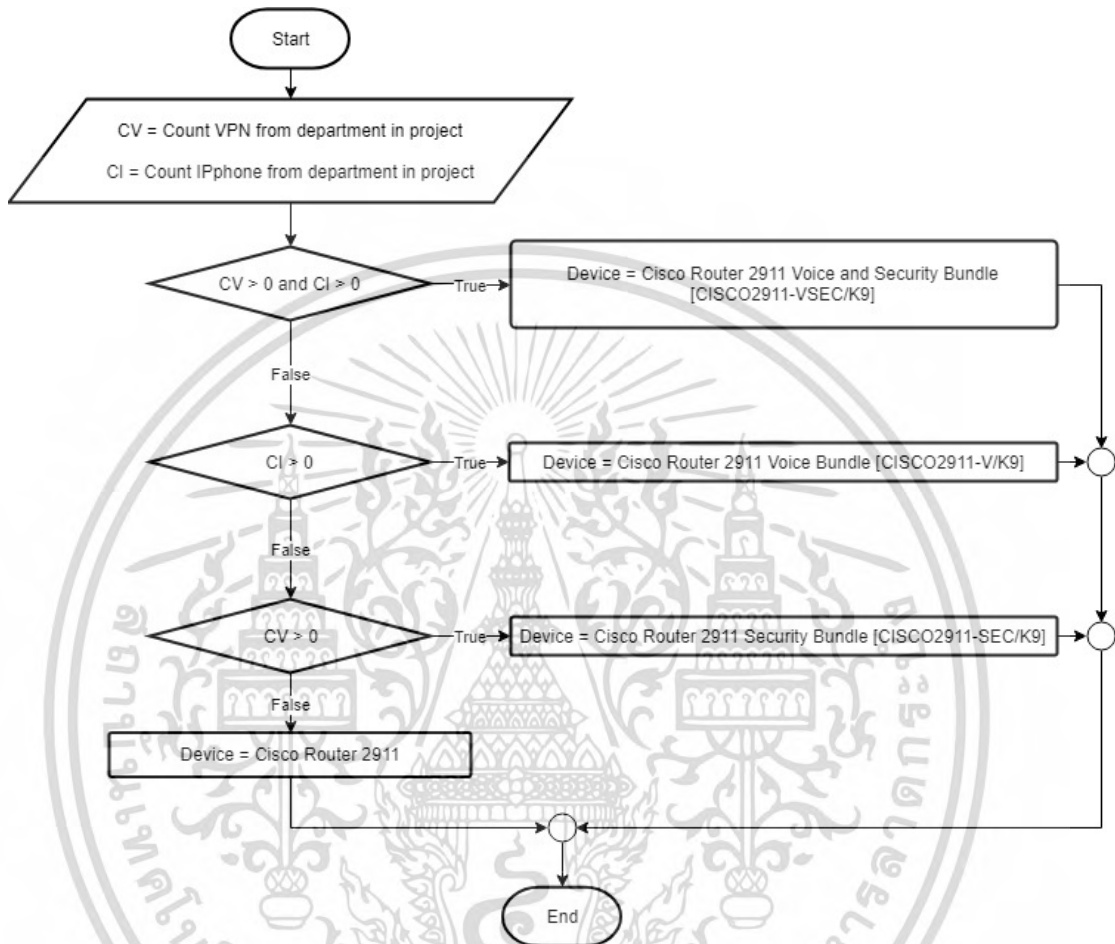 Start
CV = Count VPN from department in project
CI = Count IPphone from department in project
CV > 0 and CI > 0
True
Device = Cisco Router 2911 Voice and Security Bundle
[CISCO2911-VSEC/K9]
False
CI > 0
True
Device = Cisco Router 2911 Voice Bundle [CISCO2911-V/K9]
False
CV > 0
True
Device = Cisco Router 2911 Security Bundle [CISCO2911-SEC/K9]
False
Device = Cisco Router 2911
End